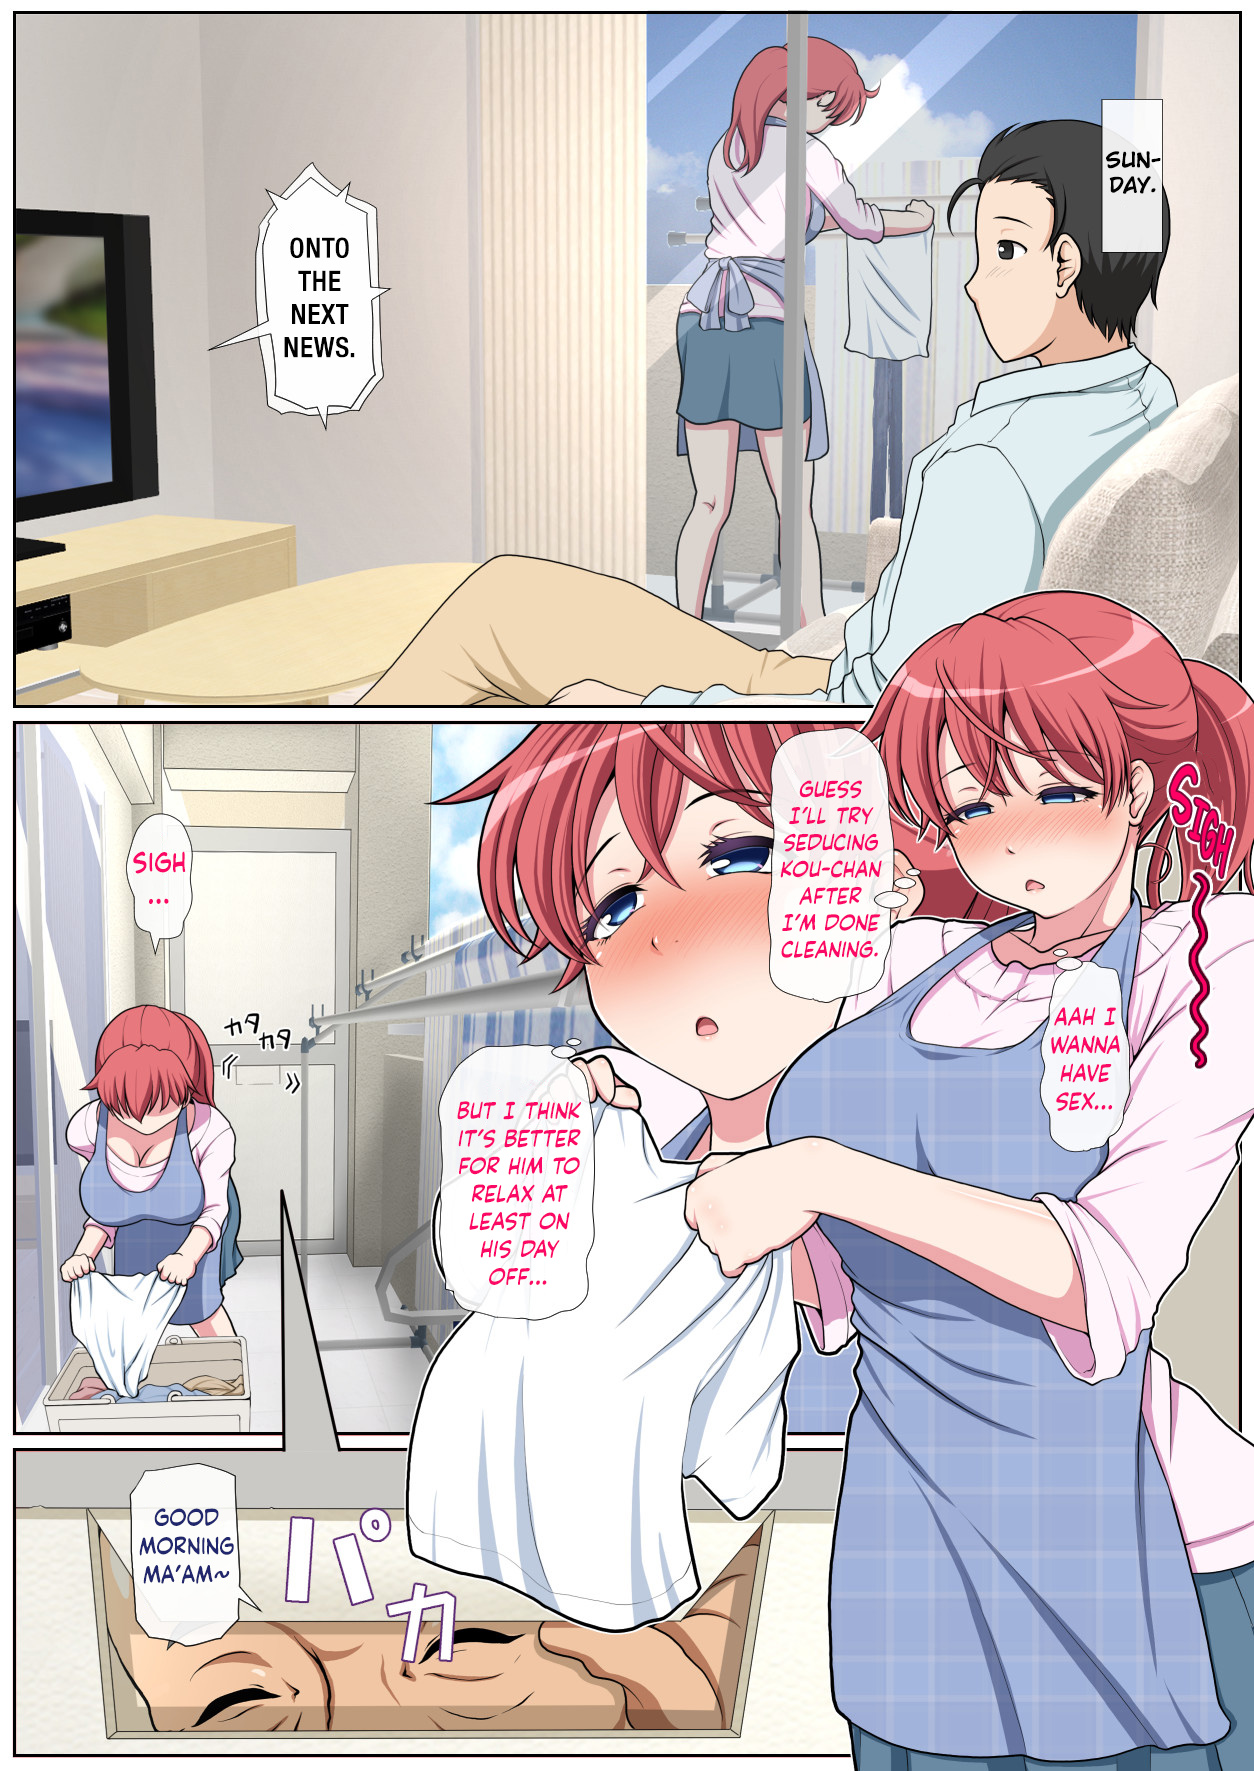 SUN-
DAY.
ONTO
THE
NEXT
NEWS.
SIGH
SIGH
...
カタ
カタ
AAH I
WANNA
HAVE
SEX...
GUESS
I'LL TRY
SEDUCING
KOU-CHAN
AFTER
I'M DONE
CLEANING.
BUT I THINK
IT'S BETTER
FOR HIM TO
RELAX AT
LEAST ON
HIS DAY
OFF...
GOOD
MORNING
MA'AM~
パカ